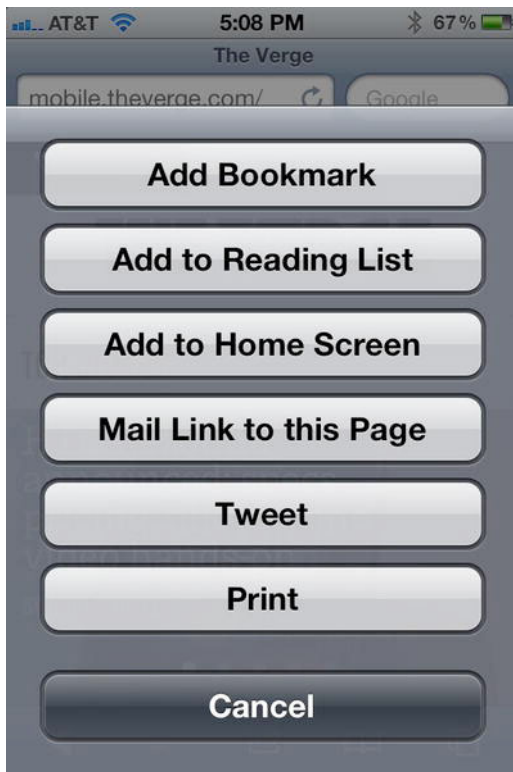 AT&T 5:08 PM 67%
The Verge
mobile.theverge.com/ Google
Add Bookmark
Add to Reading List
Add to Home Screen
Mail Link to this Page
Tweet
Print
Cancel